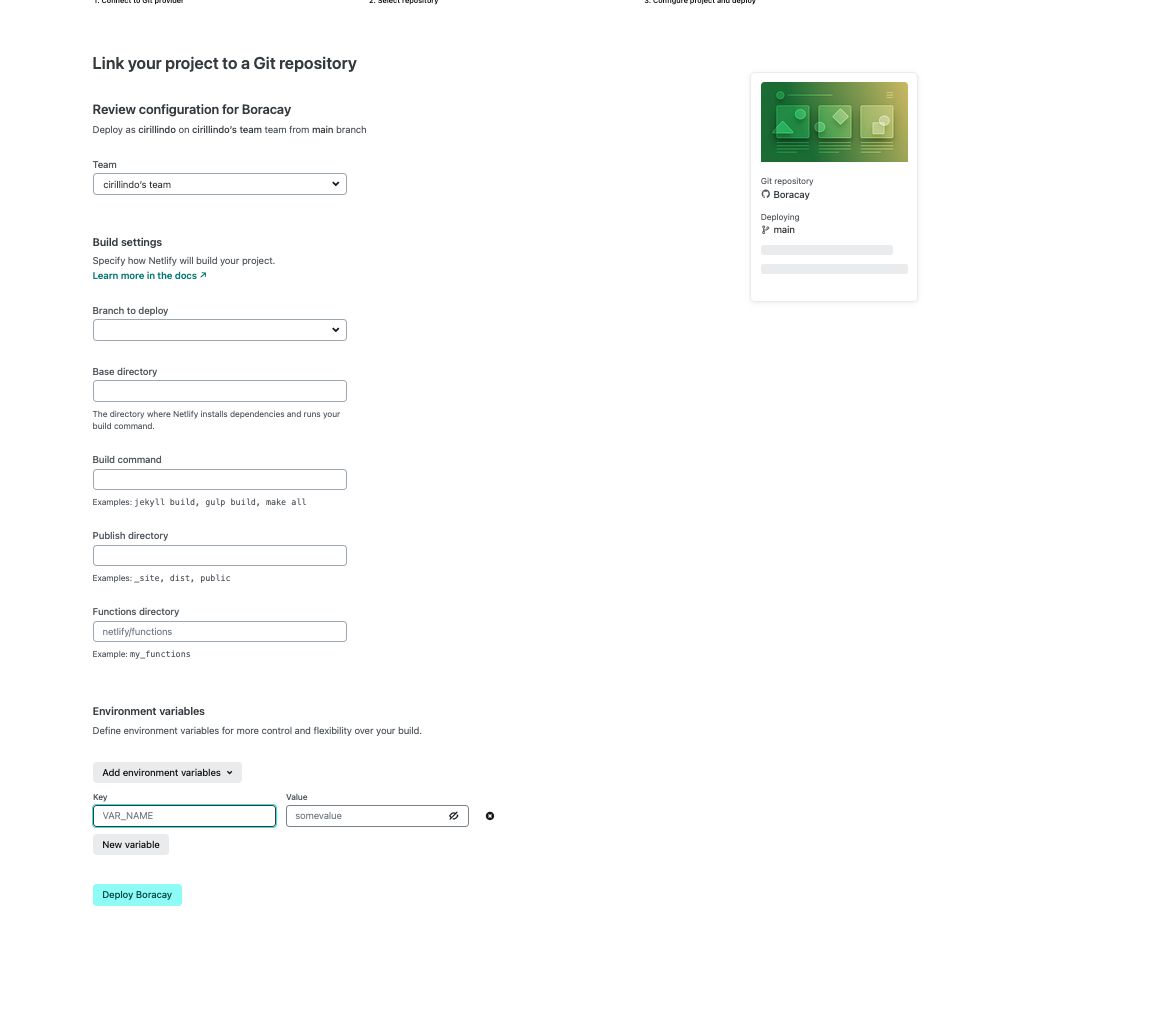 1. Connect to Git provider
2. Select repository
3. Configure project and deploy
Link your project to a Git repository
Review configuration for Boracay
Deploy as cirillindo on cirillindo's team team from main branch
Team
cirillindo's team
Build settings
Specify how Netlify will build your project.
Learn more in the docs ↗
Branch to deploy
Base directory
The directory where Netlify installs dependencies and runs your
build command.
Build command
Examples: jekyll build, gulp build, make all
Publish directory
Examples: _site, dist, public
Functions directory
netlify/functions
Example: my_functions
Environment variables
Define environment variables for more control and flexibility over your build.
Add environment variables
Key
Value
VAR_NAME
somevalue
New variable
Deploy Boracay
Git repository
Boracay
Deploying
main